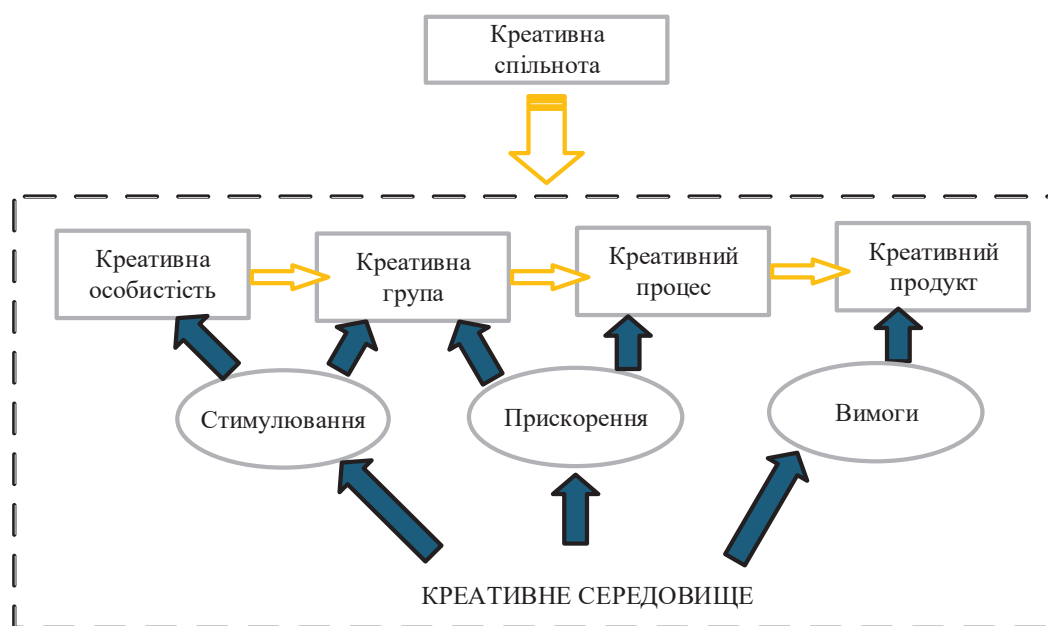 Креативна
спільнота
Креативна
особистість
Креативна
група
Креативний
процес
Креативний
продукт
Стимулювання
Прискорення
Вимоги
КРЕАТИВНЕ СЕРЕДОВИЩЕ